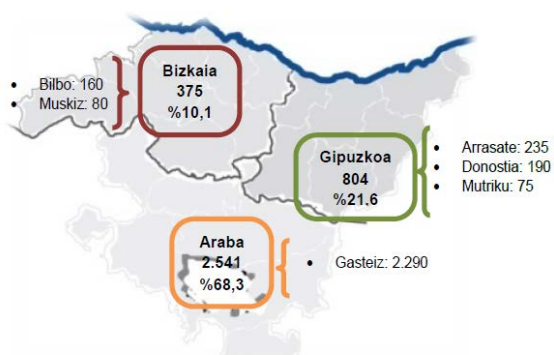 Bizkaia
375
%10,1
• Bilbo: 160
• Muskiz: 80
Gipuzkoa
804
%21,6
• Arrasate: 235
• Donostia: 190
• Mutriku: 75
Araba
2.541
%68,3
• Gasteiz: 2.290